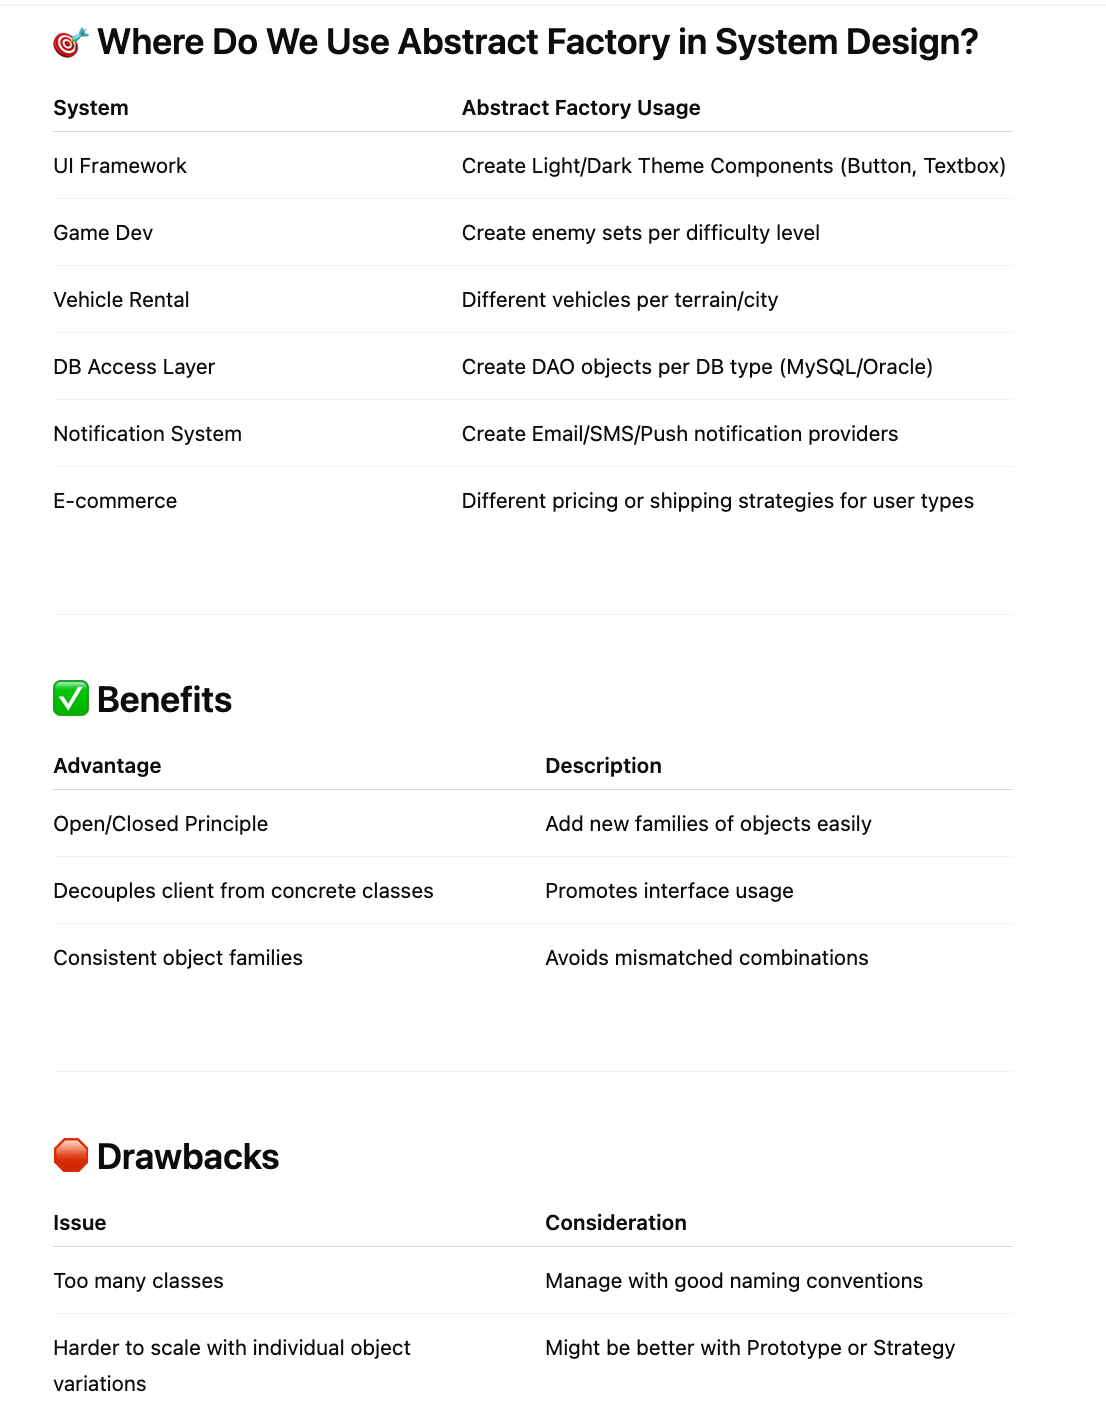 🎯 Where Do We Use Abstract Factory in System Design?
System Abstract Factory Usage
UI Framework Create Light/Dark Theme Components (Button, Textbox)
Game Dev Create enemy sets per difficulty level
Vehicle Rental Different vehicles per terrain/city
DB Access Layer Create DAO objects per DB type (MySQL/Oracle)
Notification System Create Email/SMS/Push notification providers
E-commerce Different pricing or shipping strategies for user types
✅ Benefits
Advantage Description
Open/Closed Principle Add new families of objects easily
Decouples client from concrete classes Promotes interface usage
Consistent object families Avoids mismatched combinations
🛑 Drawbacks
Issue Consideration
Too many classes Manage with good naming conventions
Harder to scale with individual object Might be better with Prototype or Strategy
variations